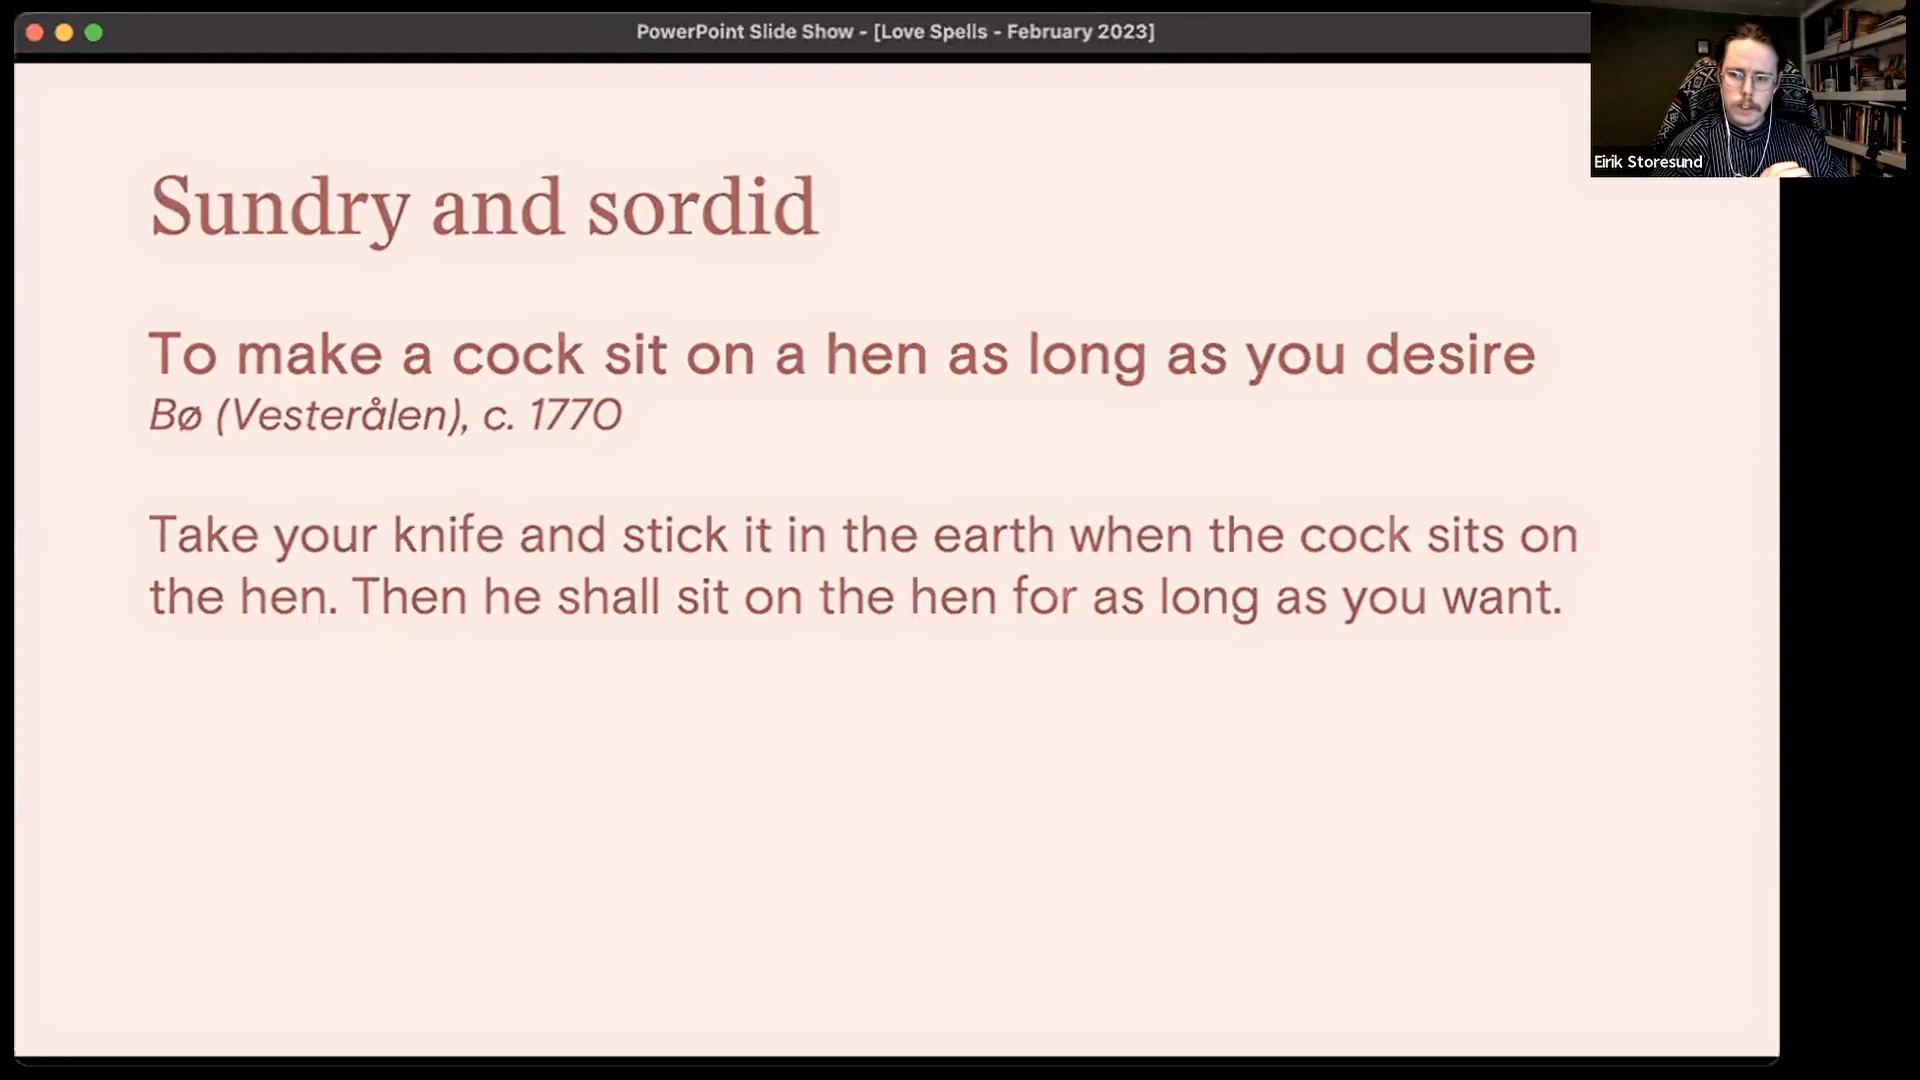 PowerPoint Slide Show - [Love Spells - February 2023]
Eirik Storesund
Sundry and sordid
To make a cock sit on a hen as long as you desire
Bø (Vesterålen), c. 1770
Take your knife and stick it in the earth when the cock sits on
the hen. Then he shall sit on the hen for as long as you want.